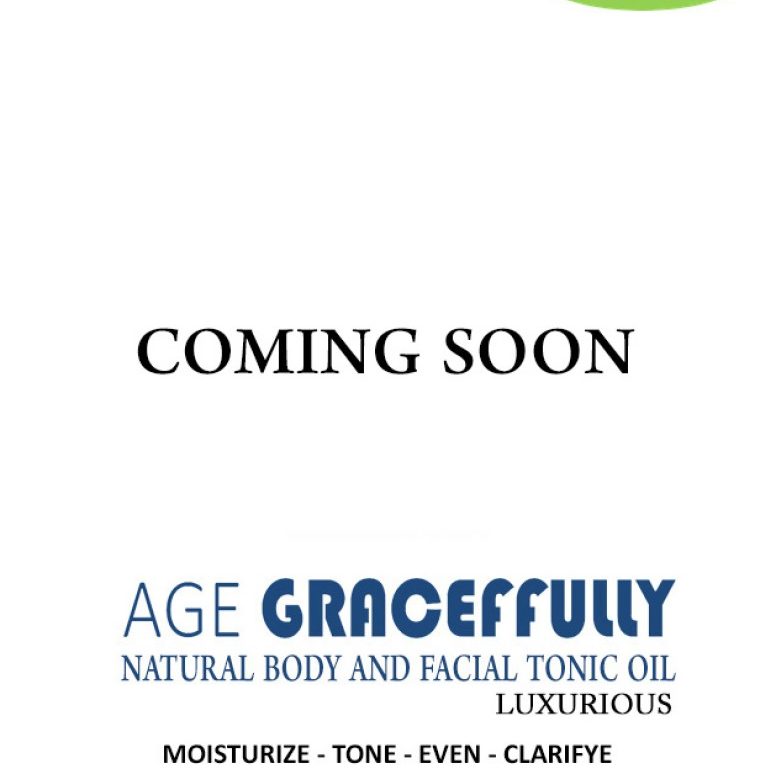 COMING SOON
AGE GRACEFFULLY
NATURAL BODY AND FACIAL TONIC OIL
LUXURIOUS
MOISTURIZE - TONE - EVEN - CLARIFYE